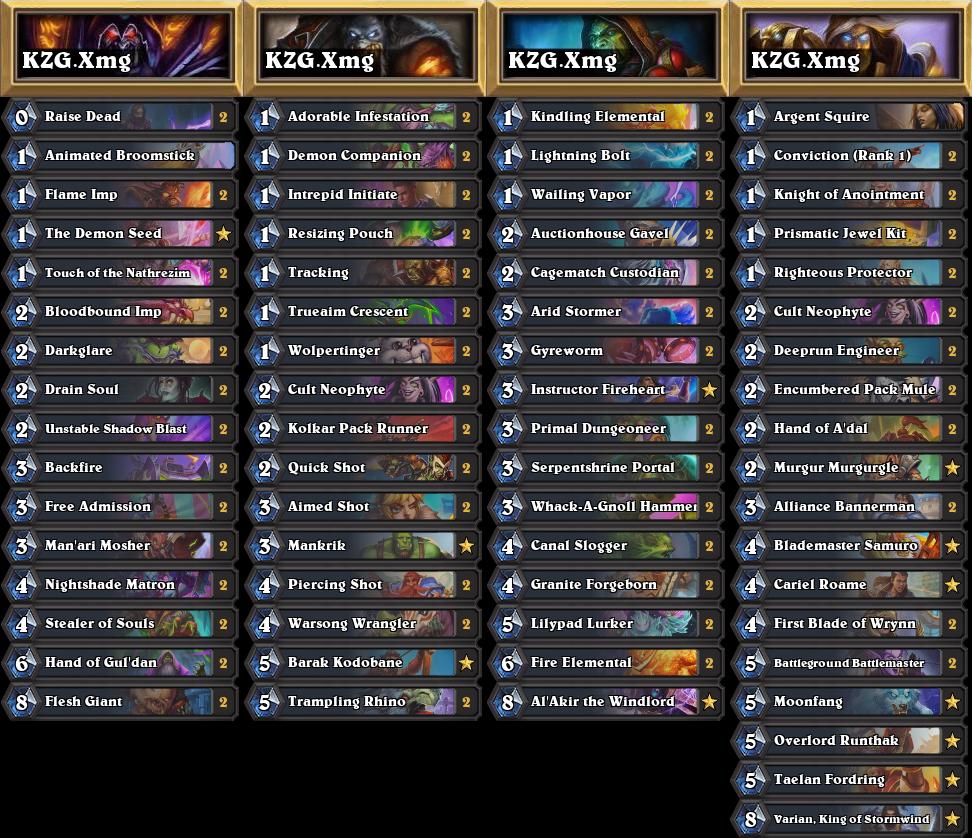 KZG.Xmg
0 Raise Dead 2
1 Animated Broomstick
1 Flame Imp 2
1 The Demon Seed
1 Touch of the Nathrezim 2
2 Bloodbound Imp 2
2 Darkglare 2
2 Drain Soul 2
2 Unstable Shadow Blast 2
3 Backfire 2
3 Free Admission 2
3 Man'ari Mosher 2
4 Nightshade Matron 2
4 Stealer of Souls 2
6 Hand of Gul'dan 2
8 Flesh Giant 2
KZG.Xmg
1 Adorable Infestation 2
1 Demon Companion 2
1 Intrepid Initiate 2
1 Resizing Pouch 2
1 Tracking 2
1 Trueaim Crescent 2
1 Wolpertinger 2
2 Cult Neophyte 2
2 Kolkar Pack Runner 2
2 Quick Shot 2
3 Aimed Shot 2
3 Mankrik
4 Piercing Shot 2
4 Warsong Wrangler 2
5 Barak Kodobane
5 Trampling Rhino 2
KZG.Xmg
1 Kindling Elemental 2
1 Lightning Bolt 2
1 Wailing Vapor 2
2 Auctionhouse Gavel 2
2 Cagematch Custodian 2
3 Arid Stormer 2
3 Gyreworm 2
3 Instructor Fireheart
3 Primal Dungeoneer 2
3 Serpentshrine Portal 2
3 Whack-A-Gnoll Hammer 2
4 Canal Slogger 2
4 Granite Forgeborn 2
5 Lilypad Lurker 2
6 Fire Elemental 2
8 Al'Akir the Windlord
KZG.Xmg
1 Argent Squire
1 Conviction (Rank 1) 2
1 Knight of Anointment 2
1 Prismatic Jewel Kit 2
1 Righteous Protector 2
2 Cult Neophyte 2
2 Deeprun Engineer 2
2 Encumbered Pack Mule 2
2 Hand of A'dal 2
2 Murgur Murgurgle
3 Alliance Bannerman 2
4 Blademaster Samuro
4 Cariel Roame
4 First Blade of Wrynn 2
5 Battleground Battlemaster 2
5 Moonfang
5 Overlord Runthak
5 Taelan Fordring
8 Varian, King of Stormwind